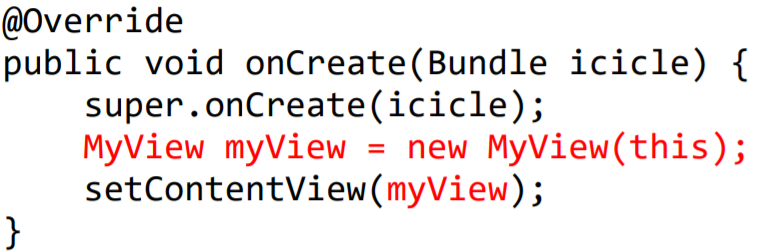 @Override
public void onCreate(Bundle icicle) {
    super.onCreate(icicle);
    MyView myView = new MyView(this);
    setContentView(myView);
}